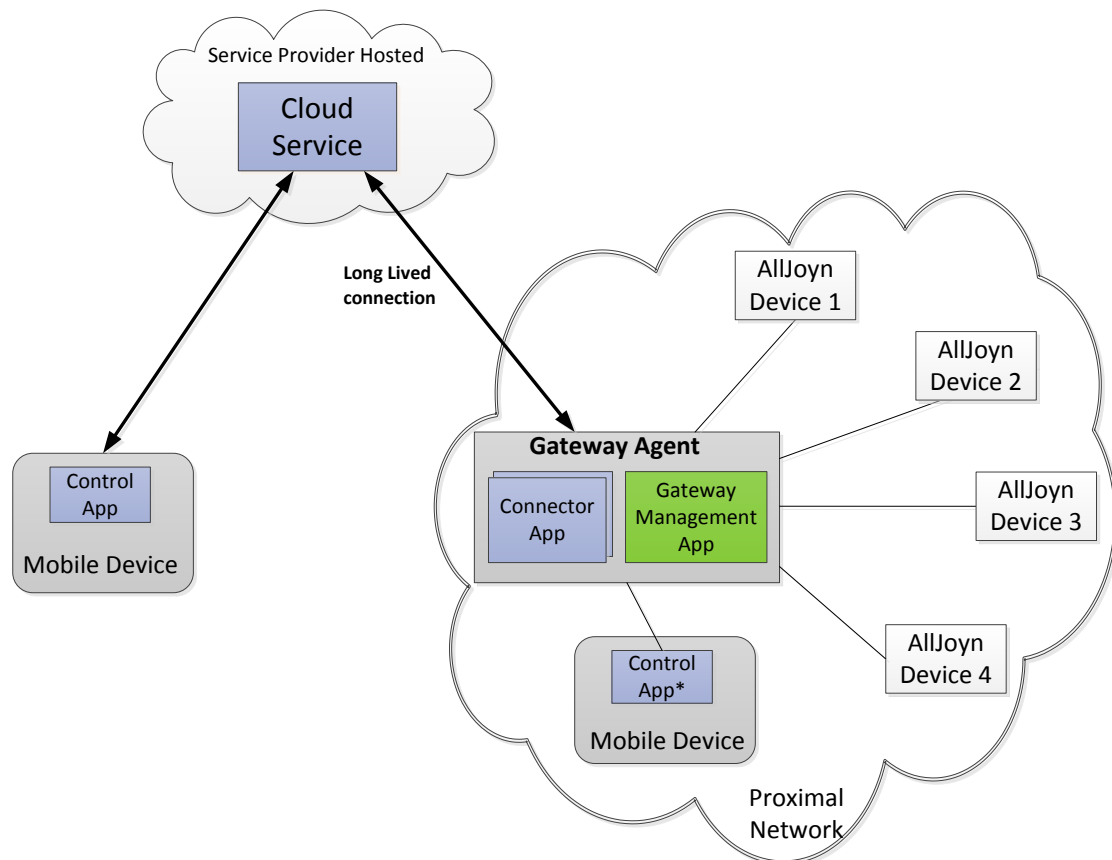 Service Provider Hosted
Cloud
Service
Long Lived
connection
AllJoyn
Device 1
AllJoyn
Device 2
Gateway Agent
Connector
App
Gateway
Management
App
AllJoyn
Device 3
Control
App
Mobile Device
AllJoyn
Device 4
Control
App*
Mobile Device
Proximal
Network